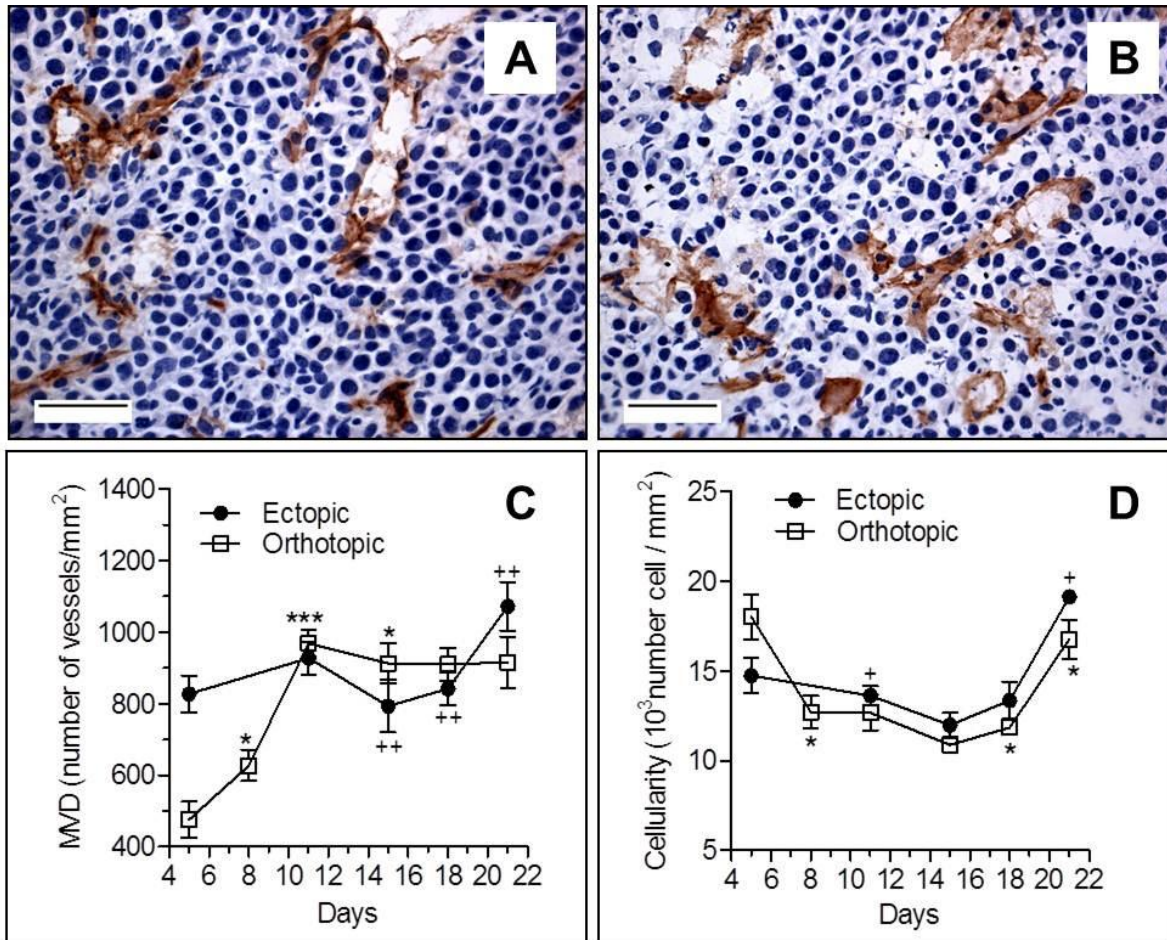 A
B
C
MVD (number of vessels/mm²)
1400
1200
1000
800
600
400
Ectopic
Orthotopic
*
***
*
++
++
++
4 6 8 10 12 14 16 18 20 22
Days
D
Cellularity (10³number cell / mm²)
25
20
15
10
5
Ectopic
Orthotopic
*
+
*
+
*
4 6 8 10 12 14 16 18 20 22
Days